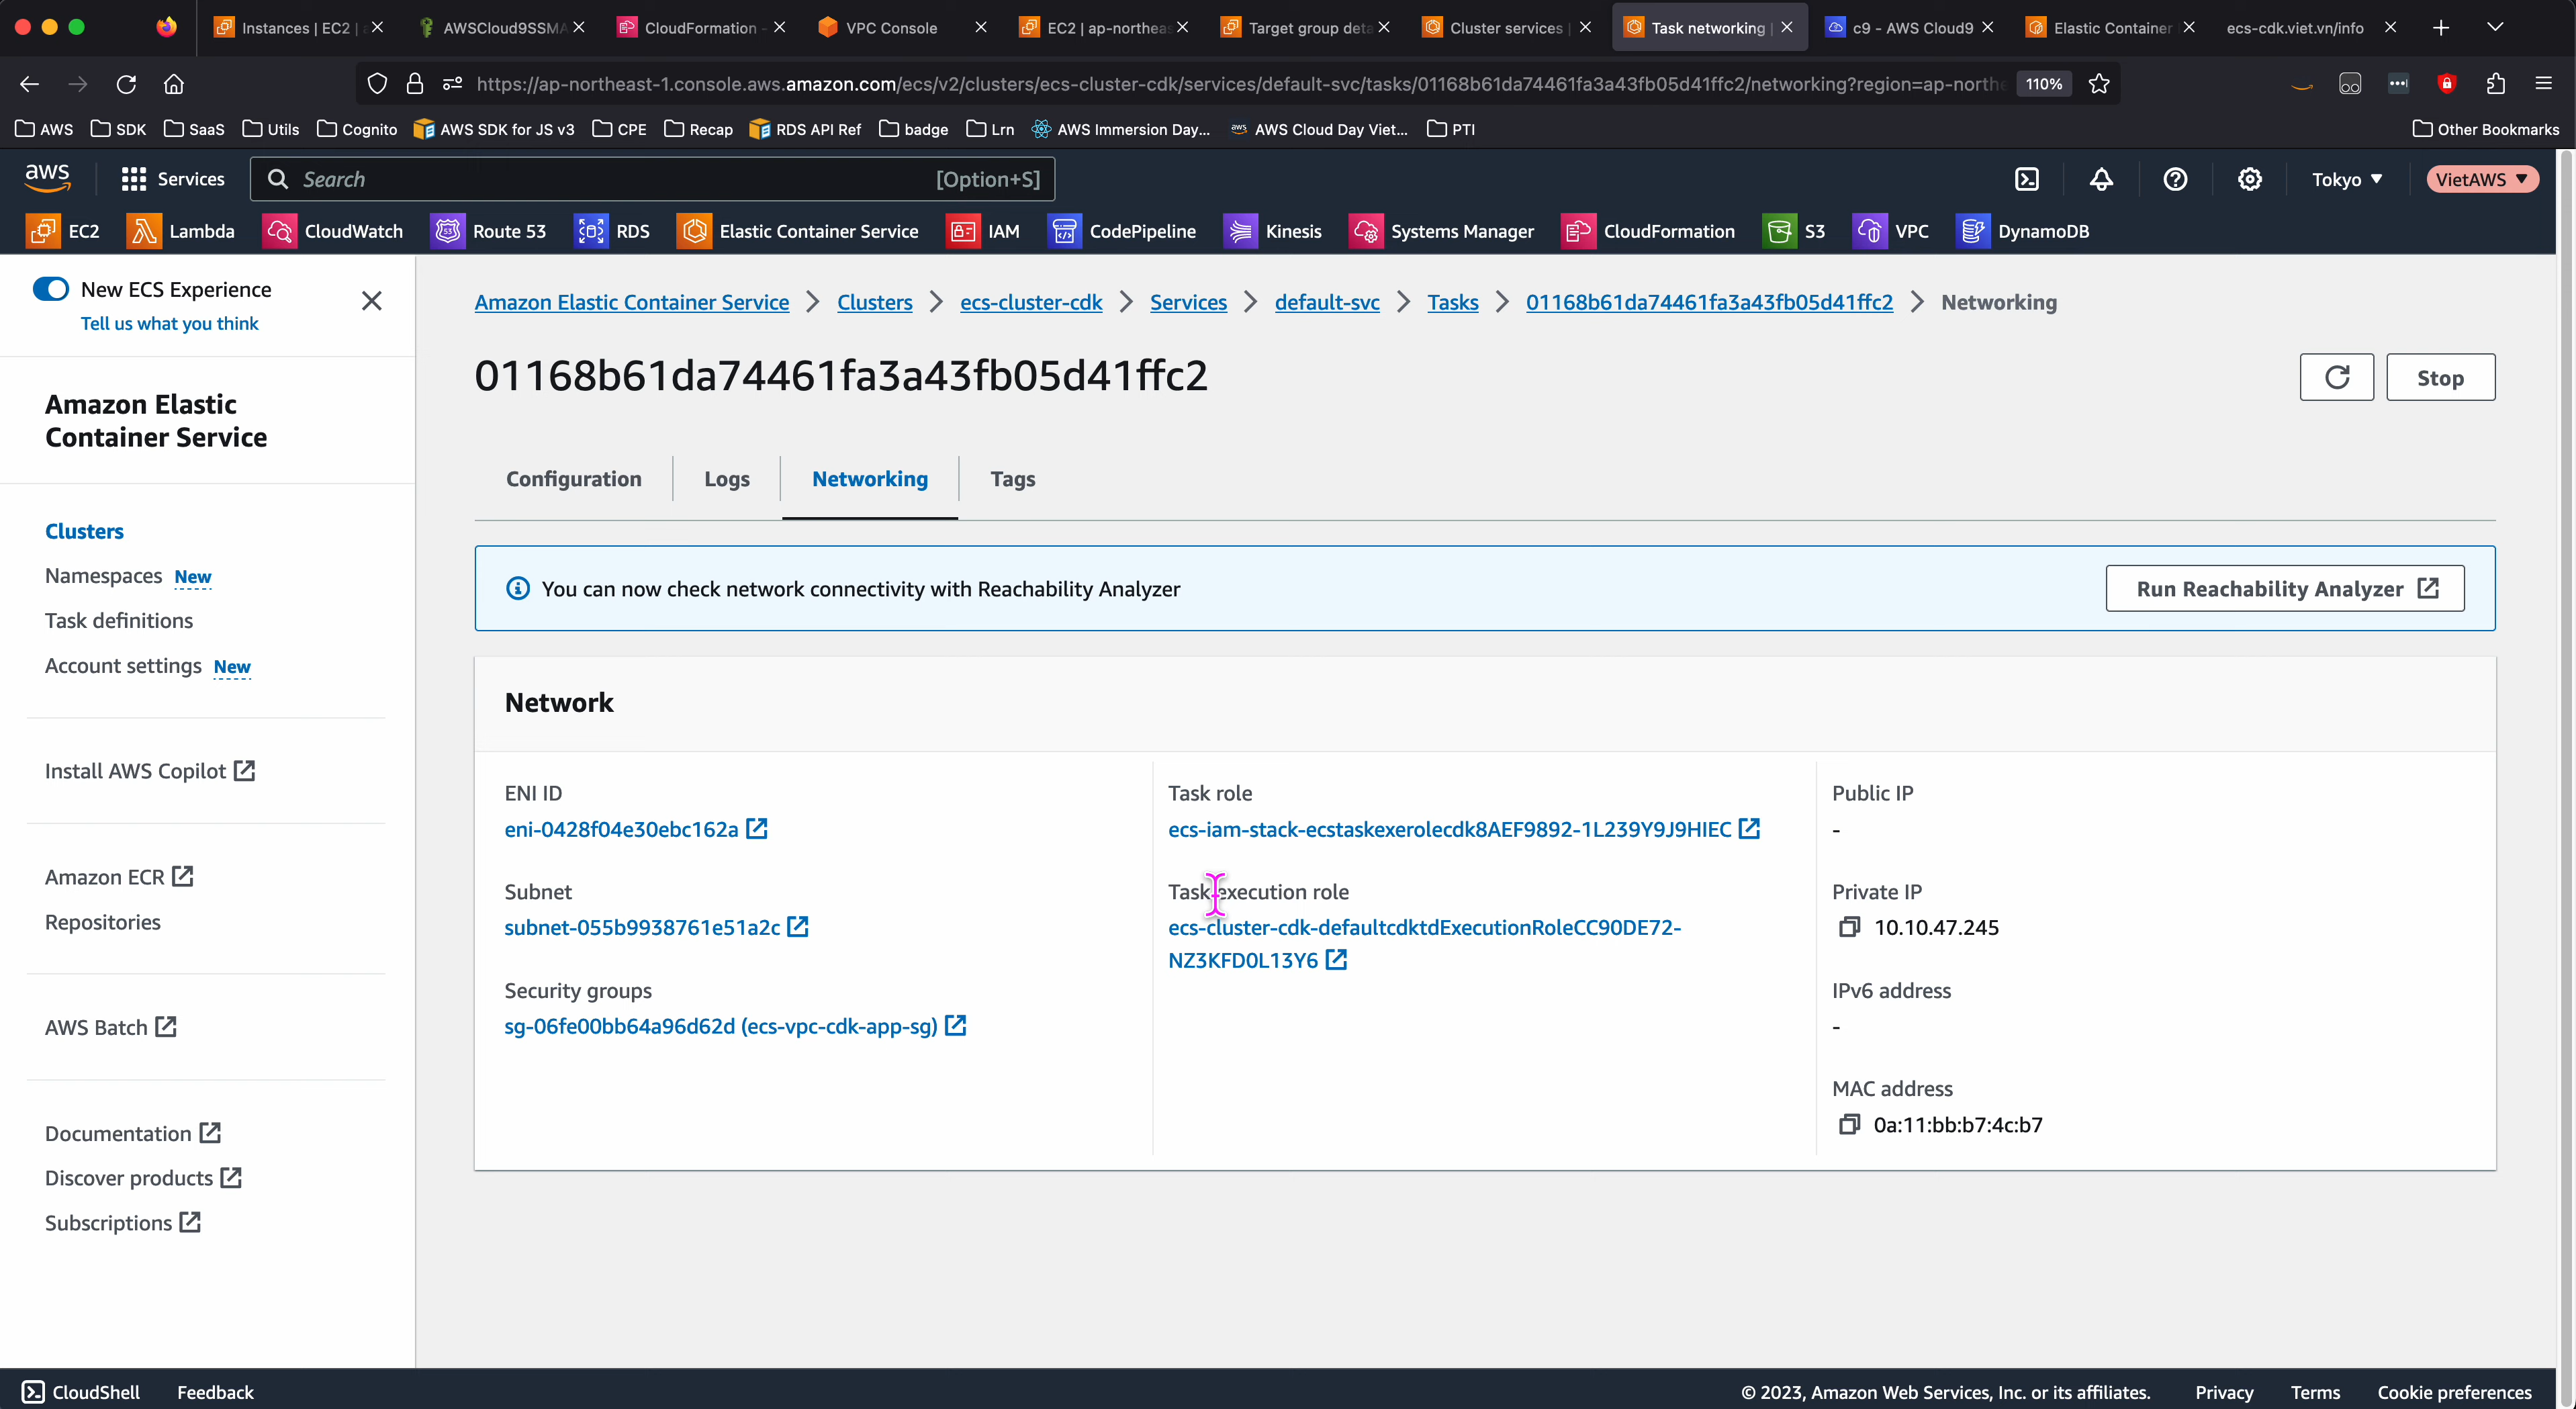 Instances | EC2 | a
AWSCloud9SSMA
CloudFormation -
VPC Console
EC2 | ap-northeas
Target group deta
Cluster services |
Task networking |
c9 - AWS Cloud9
Elastic Container
ecs-cdk.viet.vn/info
https://ap-northeast-1.console.aws.amazon.com/ecs/v2/clusters/ecs-cluster-cdk/services/default-svc/tasks/01168b61da74461fa3a43fb05d41ffc2/networking?region=ap-northe
110%
AWS
SDK
SaaS
Utils
Cognito
AWS SDK for JS v3
CPE
Recap
RDS API Ref
badge
Lrn
AWS Immersion Day...
AWS Cloud Day Viet...
PTI
Other Bookmarks
aws
Services
Search
[Option+S]
Tokyo
VietAWS
EC2
Lambda
CloudWatch
Route 53
RDS
Elastic Container Service
IAM
CodePipeline
Kinesis
Systems Manager
CloudFormation
S3
VPC
DynamoDB
New ECS Experience
Tell us what you think
Amazon Elastic
Container Service
Clusters
Namespaces New
Task definitions
Account settings New
Install AWS Copilot
Amazon ECR
Repositories
AWS Batch
Documentation
Discover products
Subscriptions
Amazon Elastic Container Service > Clusters > ecs-cluster-cdk > Services > default-svc > Tasks > 01168b61da74461fa3a43fb05d41ffc2 > Networking
01168b61da74461fa3a43fb05d41ffc2
Stop
Configuration
Logs
Networking
Tags
You can now check network connectivity with Reachability Analyzer
Run Reachability Analyzer
Network
ENI ID
eni-0428f04e30ebc162a
Subnet
subnet-055b9938761e51a2c
Security groups
sg-06fe00bb64a96d62d (ecs-vpc-cdk-app-sg)
Task role
ecs-iam-stack-ecstaskexerolecdk8AEF9892-1L239Y9J9HIEC
Task execution role
ecs-cluster-cdk-defaultcdktdExecutionRoleCC90DE72-
NZ3KFD0L13Y6
Public IP
-
Private IP
10.10.47.245
IPv6 address
-
MAC address
0a:11:bb:b7:4c:b7
CloudShell
Feedback
© 2023, Amazon Web Services, Inc. or its affiliates.
Privacy
Terms
Cookie preferences